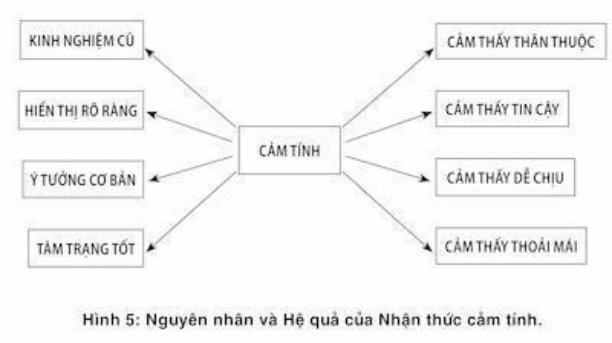 KINH NGHIỆM CŨ
HIỂN THỊ RÕ RÀNG
Ý TƯỞNG CƠ BẢN
TÂM TRẠNG TỐT
CẢM TÍNH
CẢM THẤY THÂN THUỘC
CẢM THẤY TIN CẬY
CẢM THẤY DỄ CHỊU
CẢM THẤY THOẢI MÁI
Hình 5: Nguyên nhân và Hệ quả của Nhận thức cảm tính.